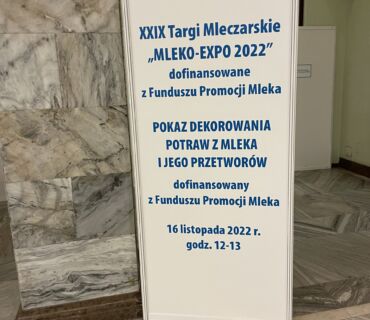 XXIX Targi Mleczarskie
„MLEKO-EXPO 2022”
dofinansowane
z Funduszu Promocji Mleka
POKAZ DEKOROWANIA
POTRAW Z MLEKA
I JEGO PRZETWORÓW
dofinansowany
z Funduszu Promocji Mleka
16 listopada 2022 r.
godz. 12-13